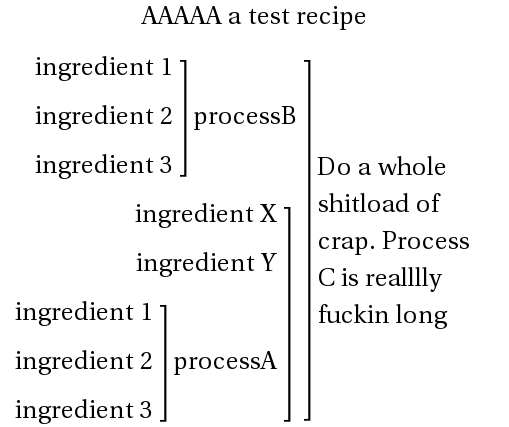 AAAAA a test recipe
ingredient 1
ingredient 2
ingredient 3
processB
ingredient X
ingredient Y
ingredient 1
ingredient 2
ingredient 3
processA
Do a whole
shitload of
crap. Process
C is realllly
fuckin long